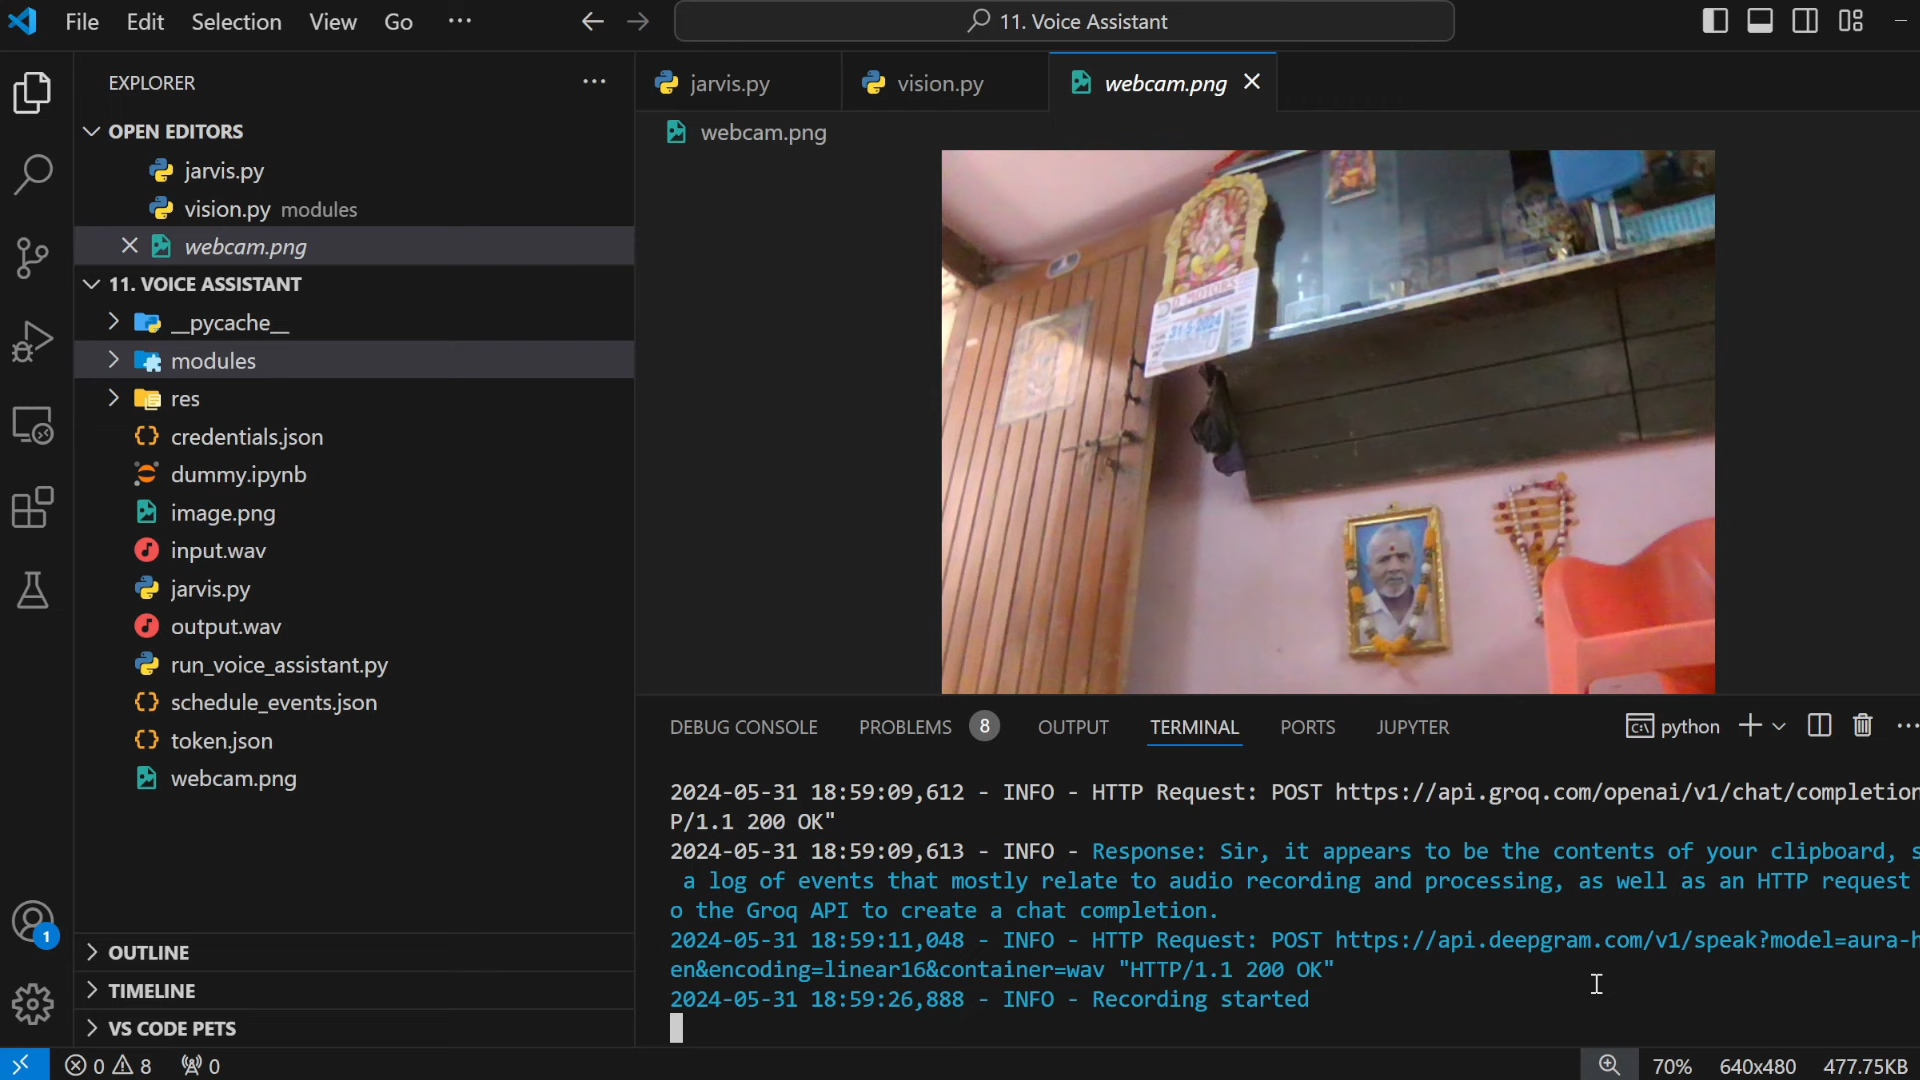 File Edit Selection View Go ... 11. Voice Assistant
EXPLORER
OPEN EDITORS
jarvis.py
vision.py modules
webcam.png
11. VOICE ASSISTANT
__pycache__
modules
res
credentials.json
dummy.ipynb
image.png
input.wav
jarvis.py
output.wav
run_voice_assistant.py
schedule_events.json
token.json
webcam.png
OUTLINE
TIMELINE
VS CODE PETS
1
jarvis.py vision.py webcam.png
webcam.png
D MOTORS
31-5-2024
DEBUG CONSOLE PROBLEMS 8 OUTPUT TERMINAL PORTS JUPYTER python
2024-05-31 18:59:09,612 - INFO - HTTP Request: POST https://api.groq.com/openai/v1/chat/completion
P/1.1 200 OK"
2024-05-31 18:59:09,613 - INFO - Response: Sir, it appears to be the contents of your clipboard, s
a log of events that mostly relate to audio recording and processing, as well as an HTTP request
o the Groq API to create a chat completion.
2024-05-31 18:59:11,048 - INFO - HTTP Request: POST https://api.deepgram.com/v1/speak?model=aura-h
en&encoding=linear16&container=wav "HTTP/1.1 200 OK"
2024-05-31 18:59:26,888 - INFO - Recording started
0 8 0 70% 640x480 477.75KB